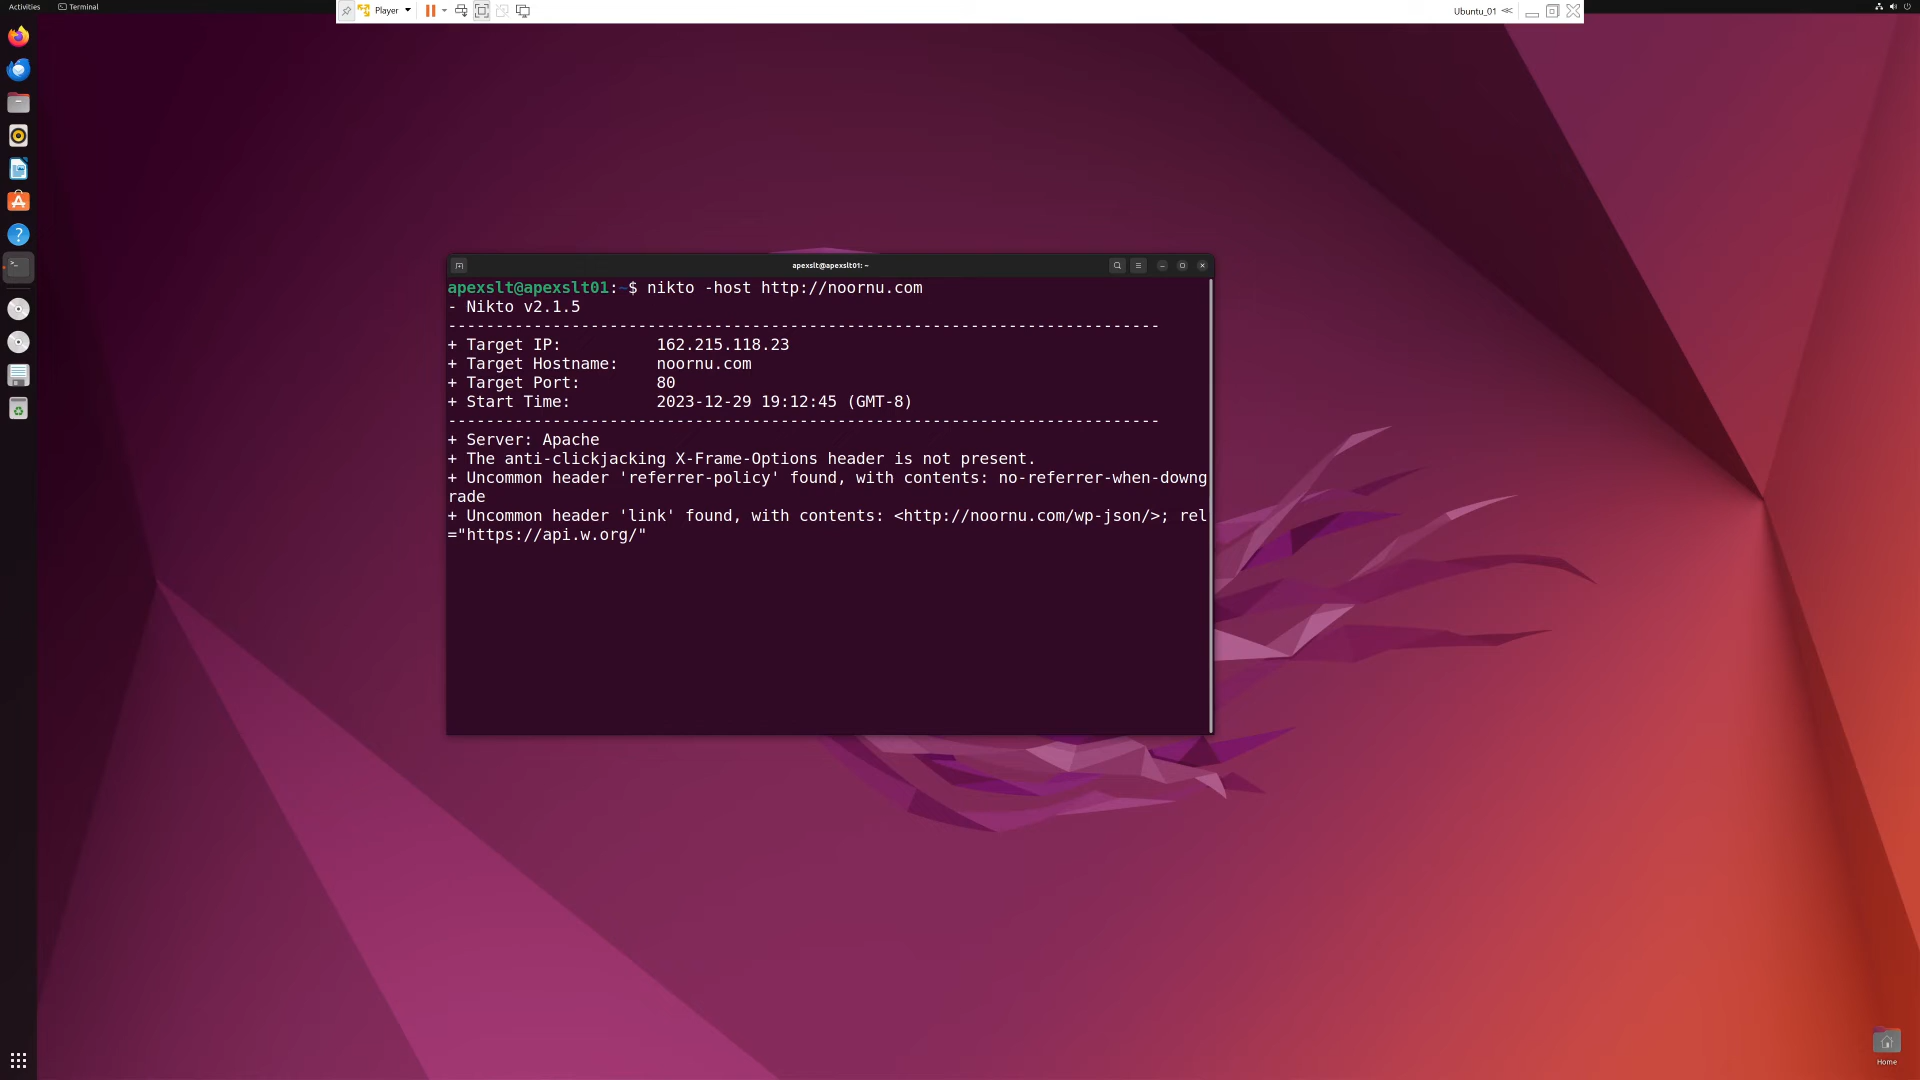 Activities Terminal
Player
Ubuntu_01
apexslt@apexslt01: ~
apexslt@apexslt01:~$ nikto -host http://noornu.com
- Nikto v2.1.5
---------------------------------------------------------------------------
+ Target IP:          162.215.118.23
+ Target Hostname:    noornu.com
+ Target Port:        80
+ Start Time:         2023-12-29 19:12:45 (GMT-8)
---------------------------------------------------------------------------
+ Server: Apache
+ The anti-clickjacking X-Frame-Options header is not present.
+ Uncommon header 'referrer-policy' found, with contents: no-referrer-when-downg
rade
+ Uncommon header 'link' found, with contents: <http://noornu.com/wp-json/>; rel
="https://api.w.org/"
Home